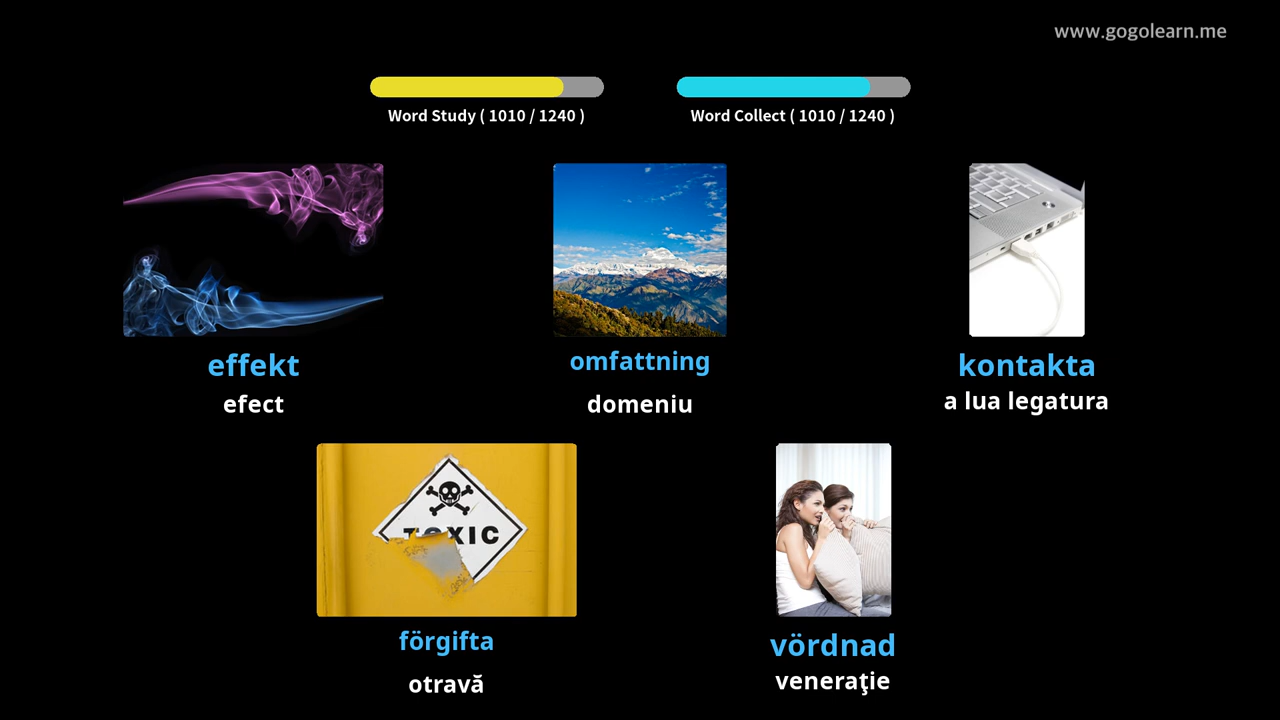 www.gogolearn.me
Word Study ( 1010 / 1240 )
Word Collect ( 1010 / 1240 )
effekt
efect
omfattning
domeniu
kontakta
a lua legatura
TOXIC
förgifta
otravă
vördnad
veneraţie